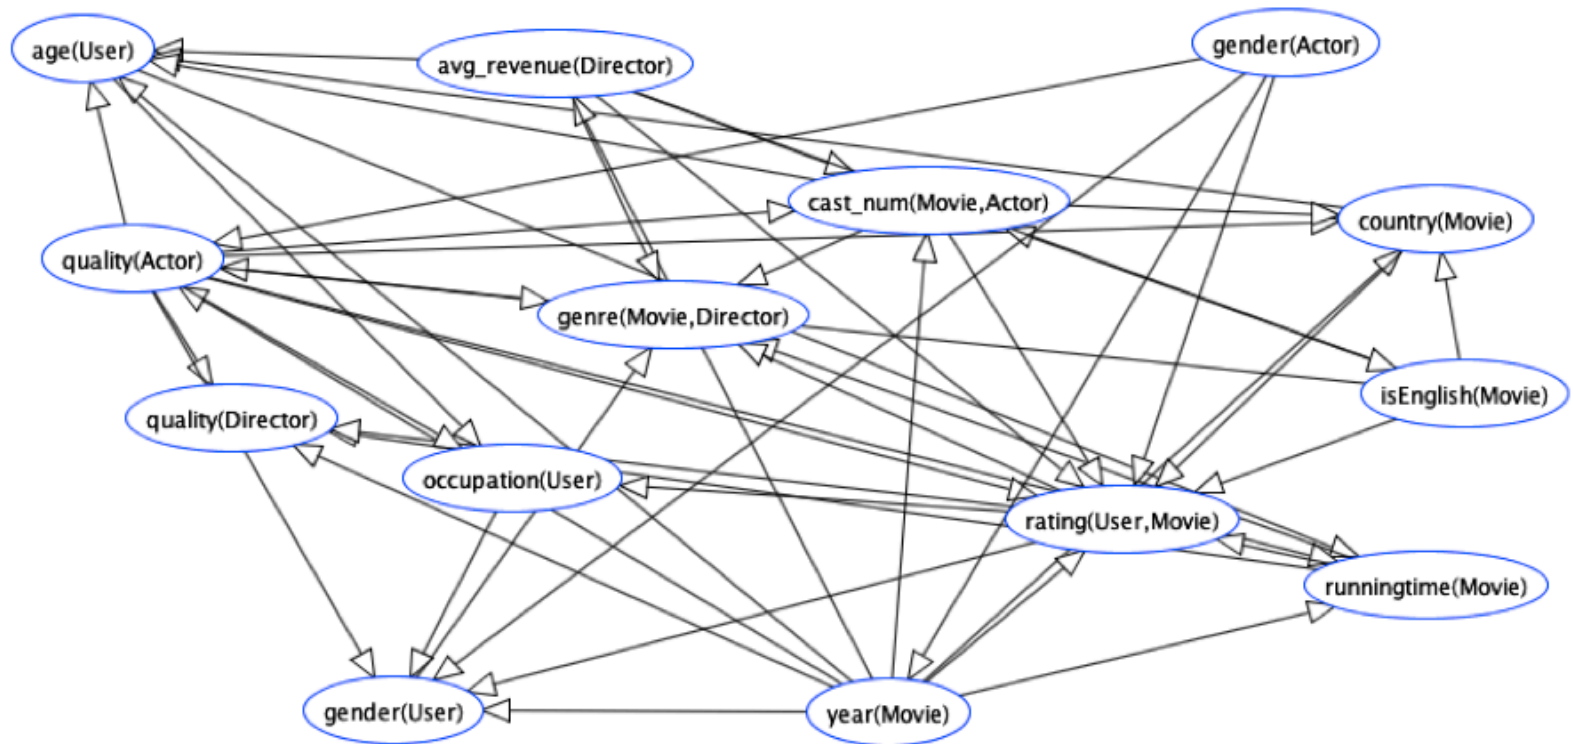 age(User)
avg_revenue(Director)
gender(Actor)
cast_num(Movie,Actor)
country(Movie)
quality(Actor)
genre(Movie,Director)
isEnglish(Movie)
quality(Director)
occupation(User)
rating(User,Movie)
runningtime(Movie)
gender(User)
year(Movie)